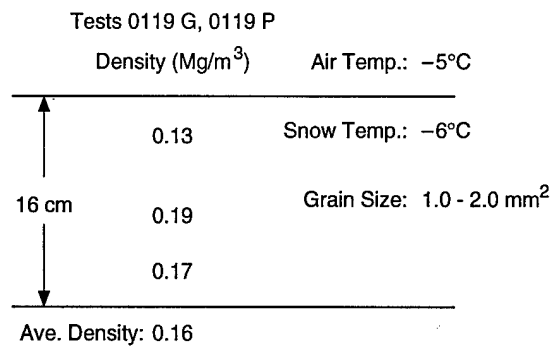 Tests 0119 G, 0119 P
Density (Mg/m³) Air Temp.: −5°C
0.13 Snow Temp.: −6°C
16 cm Grain Size: 1.0 - 2.0 mm²
0.19
0.17
Ave. Density: 0.16